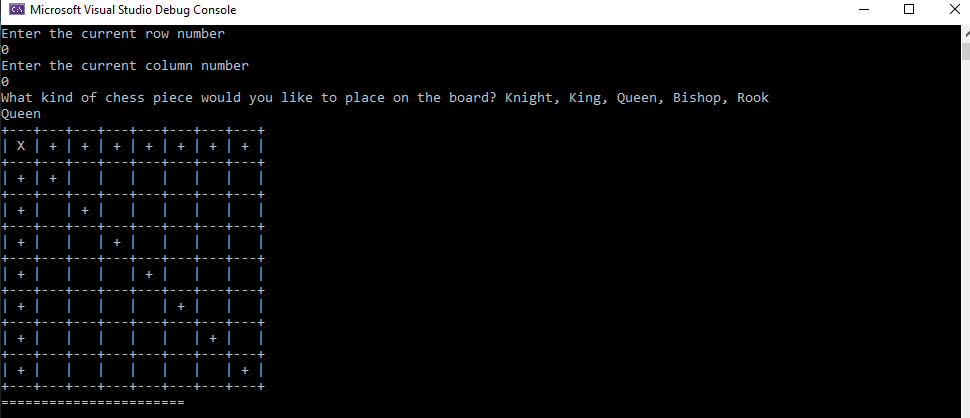 Microsoft Visual Studio Debug Console
Enter the current row number
0
Enter the current column number
0
What kind of chess piece would you like to place on the board? Knight, King, Queen, Bishop, Rook
Queen
+---+---+---+---+---+---+---+---+
| X | + | + | + | + | + | + | + |
+---+---+---+---+---+---+---+---+
| + | + |   |   |   |   |   |   |
+---+---+---+---+---+---+---+---+
| + |   | + |   |   |   |   |   |
+---+---+---+---+---+---+---+---+
| + |   |   | + |   |   |   |   |
+---+---+---+---+---+---+---+---+
| + |   |   |   | + |   |   |   |
+---+---+---+---+---+---+---+---+
| + |   |   |   |   | + |   |   |
+---+---+---+---+---+---+---+---+
| + |   |   |   |   |   | + |   |
+---+---+---+---+---+---+---+---+
| + |   |   |   |   |   |   | + |
+---+---+---+---+---+---+---+---+
=======================